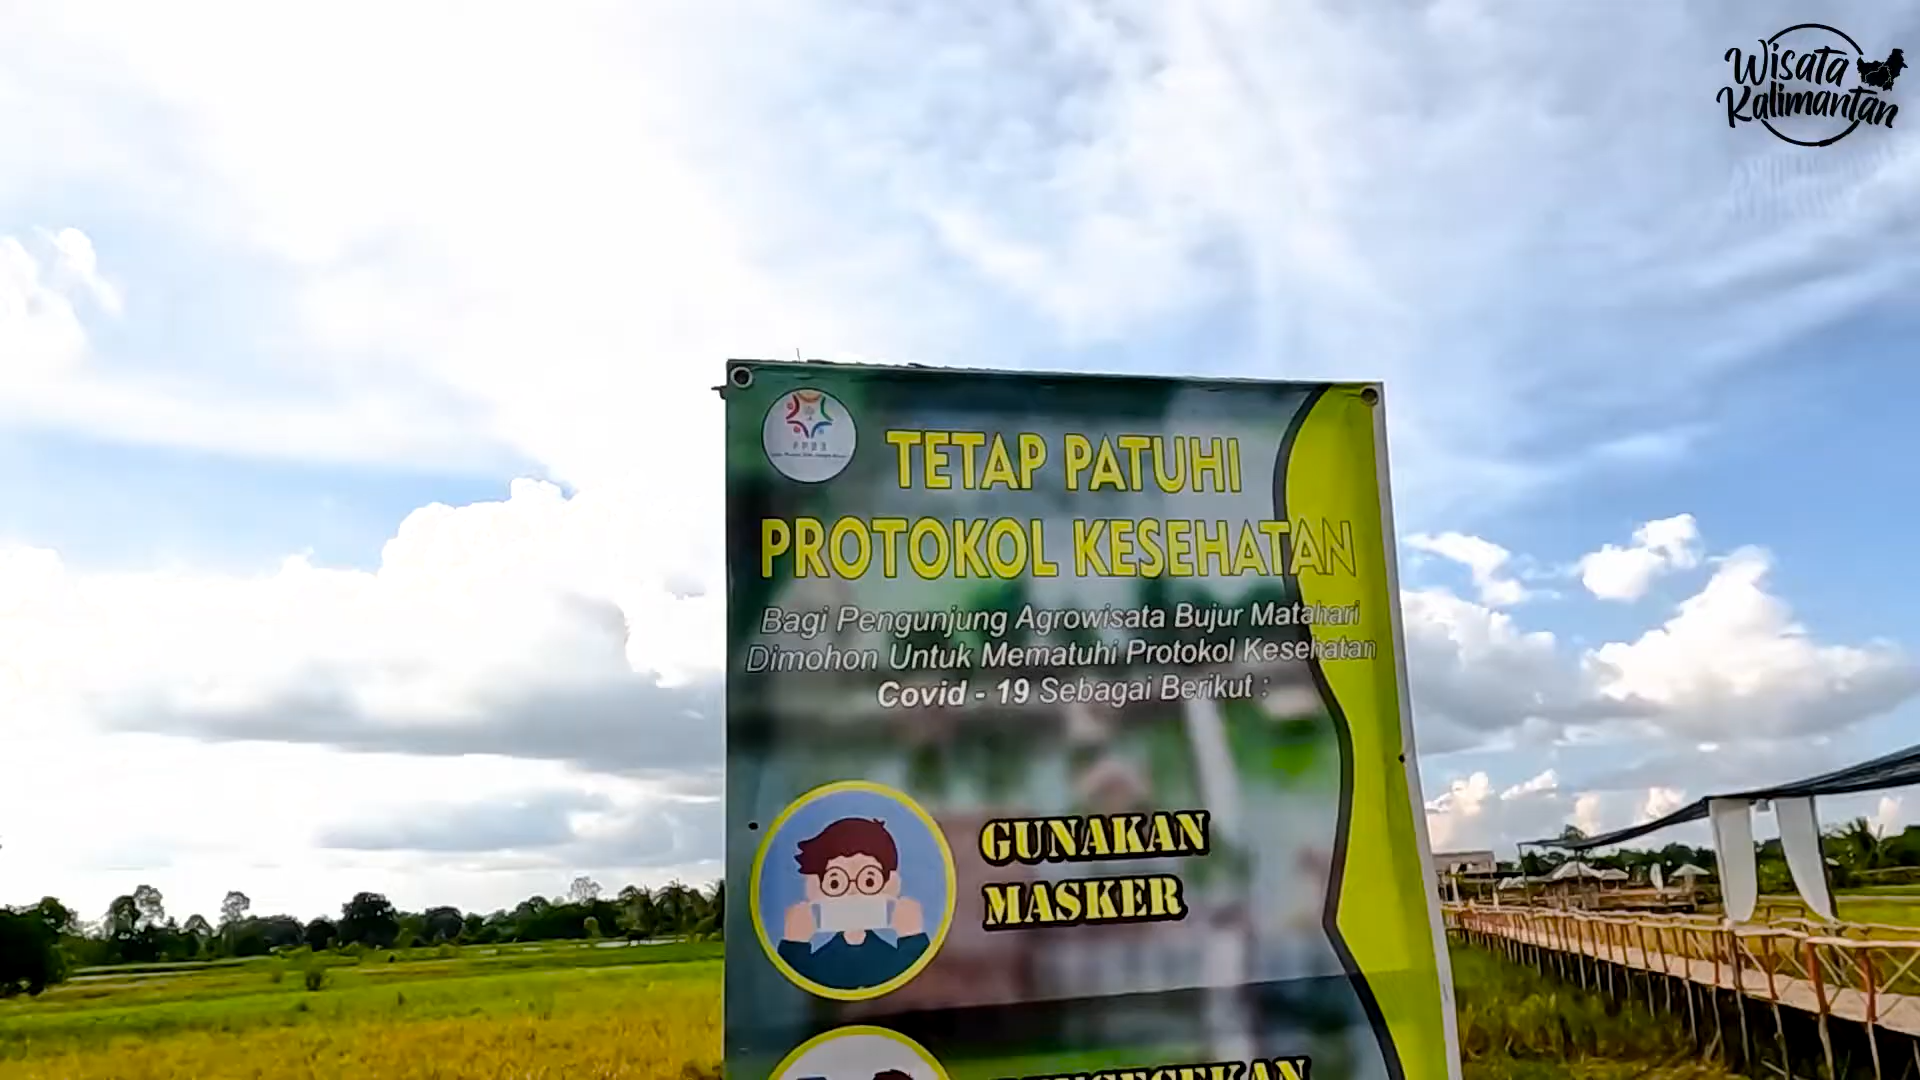 Wisata
Kalimantan
TETAP PATUHI
PROTOKOL KESEHATAN
Bagi Pengunjung Agrowisata Bujur Matahari
Dimohon Untuk Mematuhi Protokol Kesehatan
Covid - 19 Sebagai Berikut :
GUNAKAN
MASKER